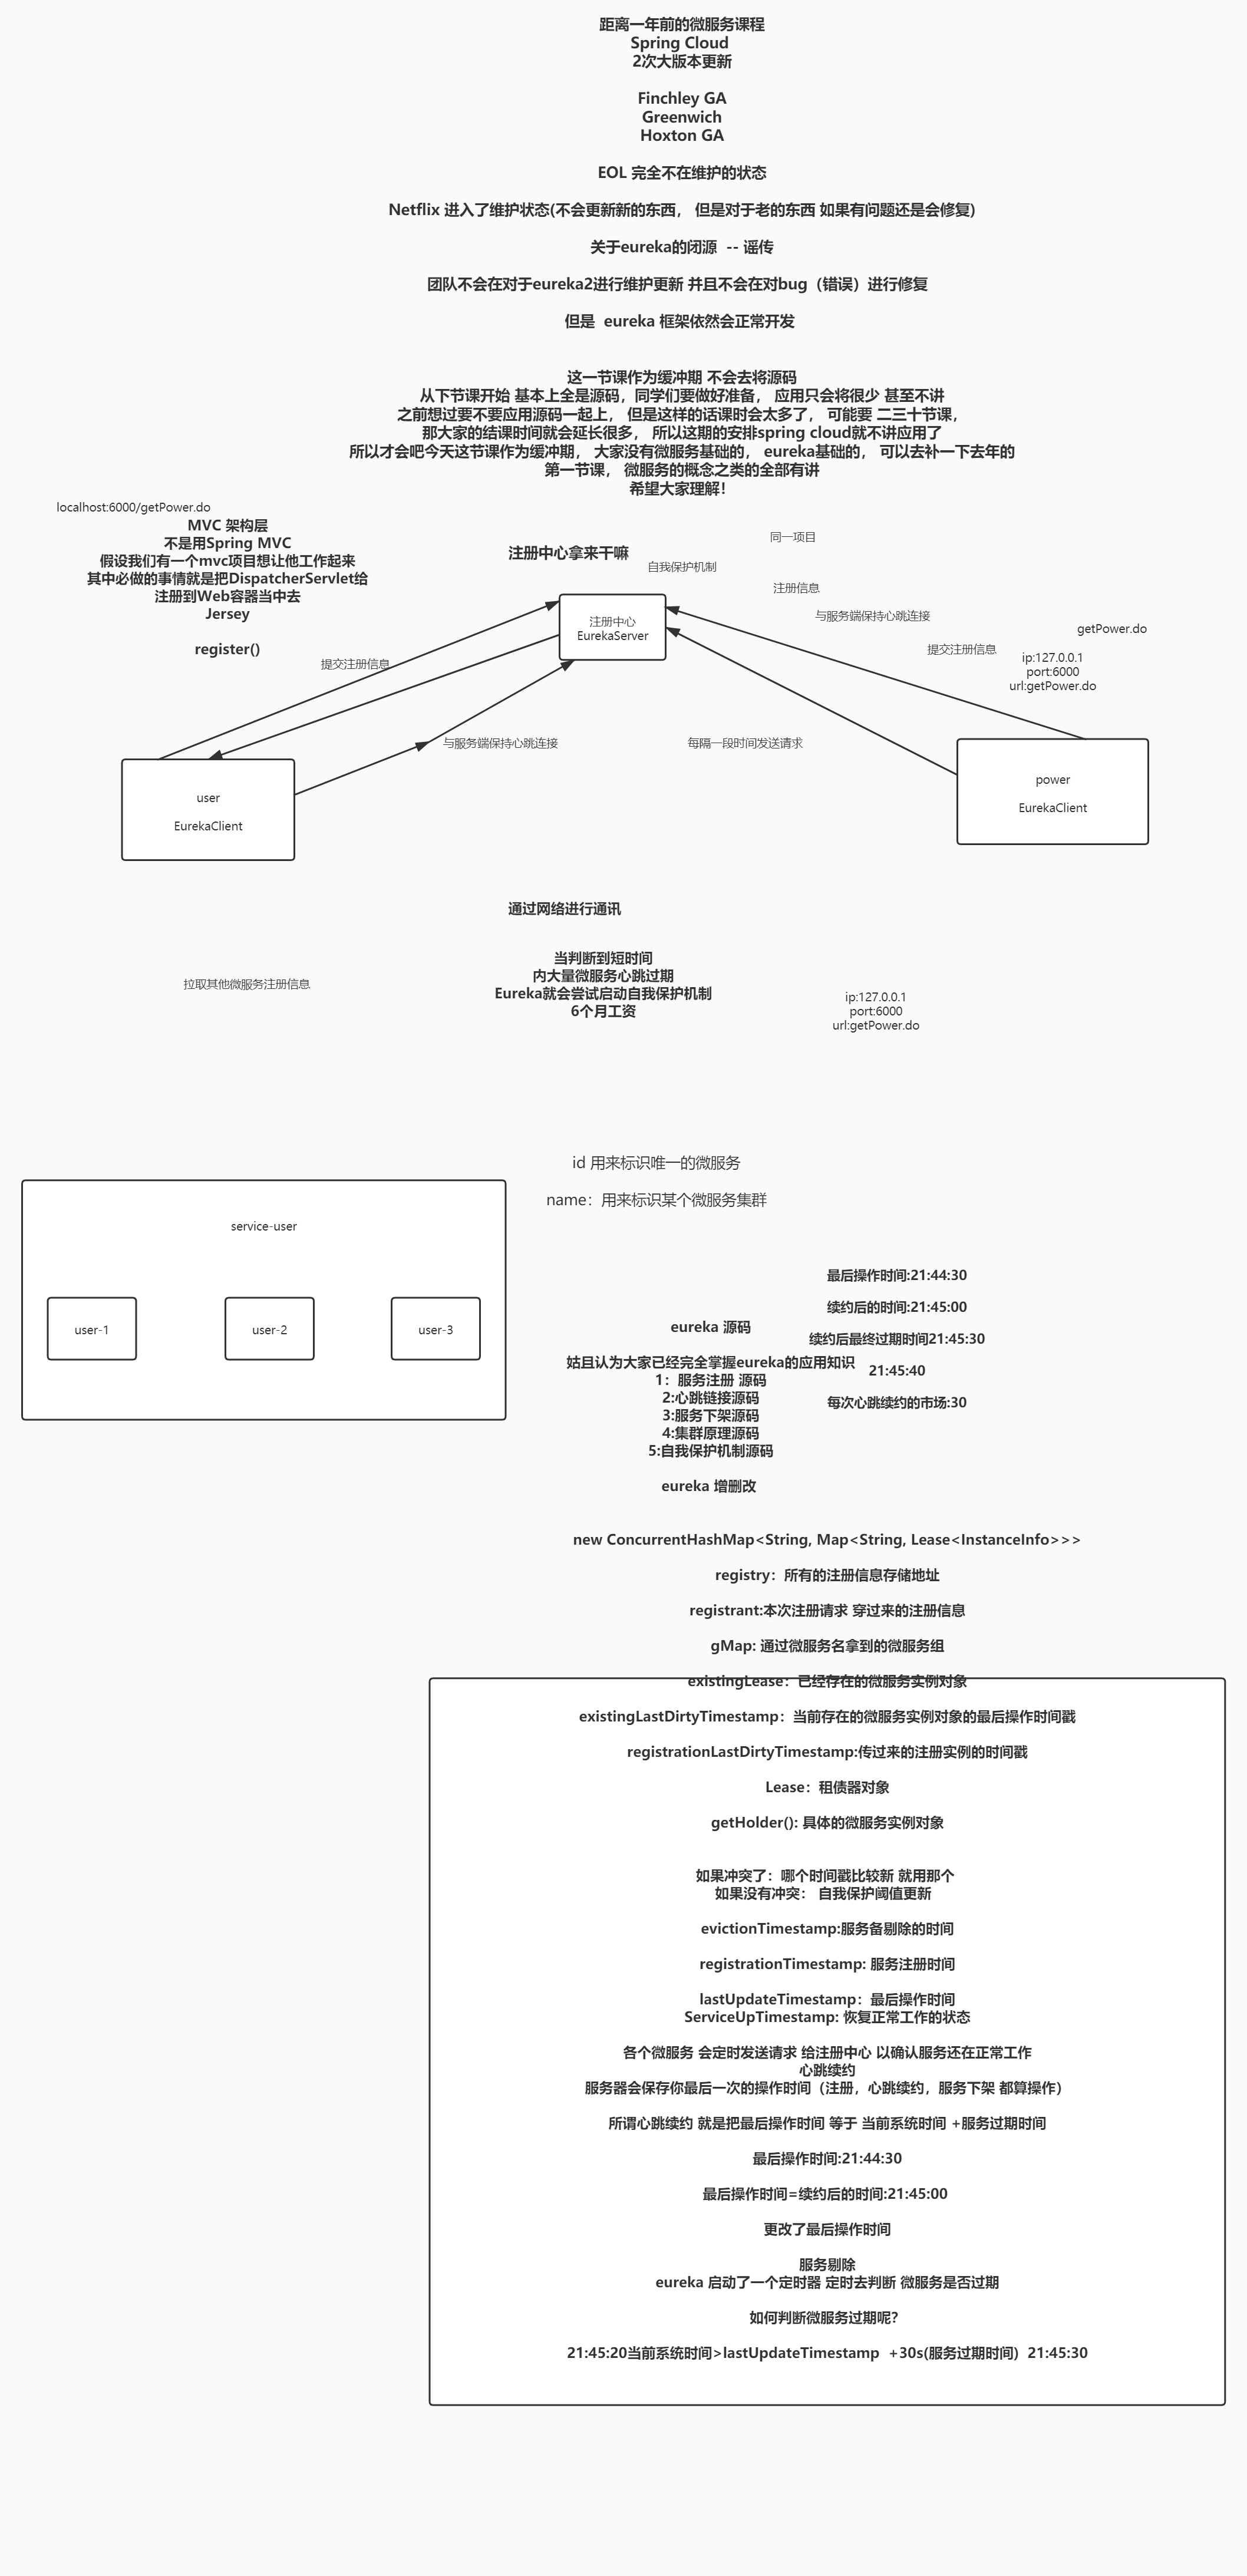 距离一年前的微服务课程
Spring Cloud
2次大版本更新
Finchley GA
Greenwich
Hoxton GA
EOL 完全不在维护的状态
Netflix 进入了维护状态(不会更新新的东西， 但是对于老的东西 如果有问题还是会修复)
关于eureka的闭源 -- 谣传
团队不会在对于eureka2进行维护更新 并且不会在对bug（错误）进行修复
但是 eureka 框架依然会正常开发
这一节课作为缓冲期 不会去将源码
从下节课开始 基本上全是源码，同学们要做好准备， 应用只会将很少 甚至不讲
之前想过要不要应用源码一起上， 但是这样的话课时会太多了， 可能要 二三十节课，
那大家的结课时间就会延长很多， 所以这期的安排spring cloud就不讲应用了
所以才会吧今天这节课作为缓冲期， 大家没有微服务基础的， eureka基础的， 可以去补一下去年的
第一节课， 微服务的概念之类的全部有讲
希望大家理解！
localhost:6000/getPower.do
MVC 架构层
不是用Spring MVC
假设我们有一个mvc项目想让他工作起来
其中必做的事情就是把DispatcherServlet给
注册到Web容器当中去
Jersey
register()
注册中心拿来干嘛
同一项目
自我保护机制
注册信息
与服务端保持心跳连接
注册中心
EurekaServer
getPower.do
提交注册信息
提交注册信息
ip:127.0.0.1
port:6000
url:getPower.do
与服务端保持心跳连接
每隔一段时间发送请求
user
EurekaClient
power
EurekaClient
通过网络进行通讯
当判断到短时间
内大量微服务心跳过期
Eureka就会尝试启动自我保护机制
6个月工资
拉取其他微服务注册信息
ip:127.0.0.1
port:6000
url:getPower.do
id 用来标识唯一的微服务
name：用来标识某个微服务集群
service-user
user-1
user-2
user-3
最后操作时间:21:44:30
续约后的时间:21:45:00
续约后最终过期时间21:45:30
21:45:40
每次心跳续约的市场:30
eureka 源码
姑且认为大家已经完全掌握eureka的应用知识
1：服务注册 源码
2:心跳链接源码
3:服务下架源码
4:集群原理源码
5:自我保护机制源码
eureka 增删改
new ConcurrentHashMap<String, Map<String, Lease<InstanceInfo>>>
registry：所有的注册信息存储地址
registrant:本次注册请求 穿过来的注册信息
gMap: 通过微服务名拿到的微服务组
existingLease：已经存在的微服务实例对象
existingLastDirtyTimestamp：当前存在的微服务实例对象的最后操作时间戳
registrationLastDirtyTimestamp:传过来的注册实例的时间戳
Lease：租债器对象
getHolder(): 具体的微服务实例对象
如果冲突了：哪个时间戳比较新 就用那个
如果没有冲突： 自我保护阈值更新
evictionTimestamp:服务备剔除的时间
registrationTimestamp: 服务注册时间
lastUpdateTimestamp：最后操作时间
ServiceUpTimestamp: 恢复正常工作的状态
各个微服务 会定时发送请求 给注册中心 以确认服务还在正常工作
心跳续约
服务器会保存你最后一次的操作时间（注册，心跳续约，服务下架 都算操作）
所谓心跳续约 就是把最后操作时间 等于 当前系统时间 +服务过期时间
最后操作时间:21:44:30
最后操作时间=续约后的时间:21:45:00
更改了最后操作时间
服务剔除
eureka 启动了一个定时器 定时去判断 微服务是否过期
如何判断微服务过期呢？
21:45:20当前系统时间>lastUpdateTimestamp +30s(服务过期时间) 21:45:30